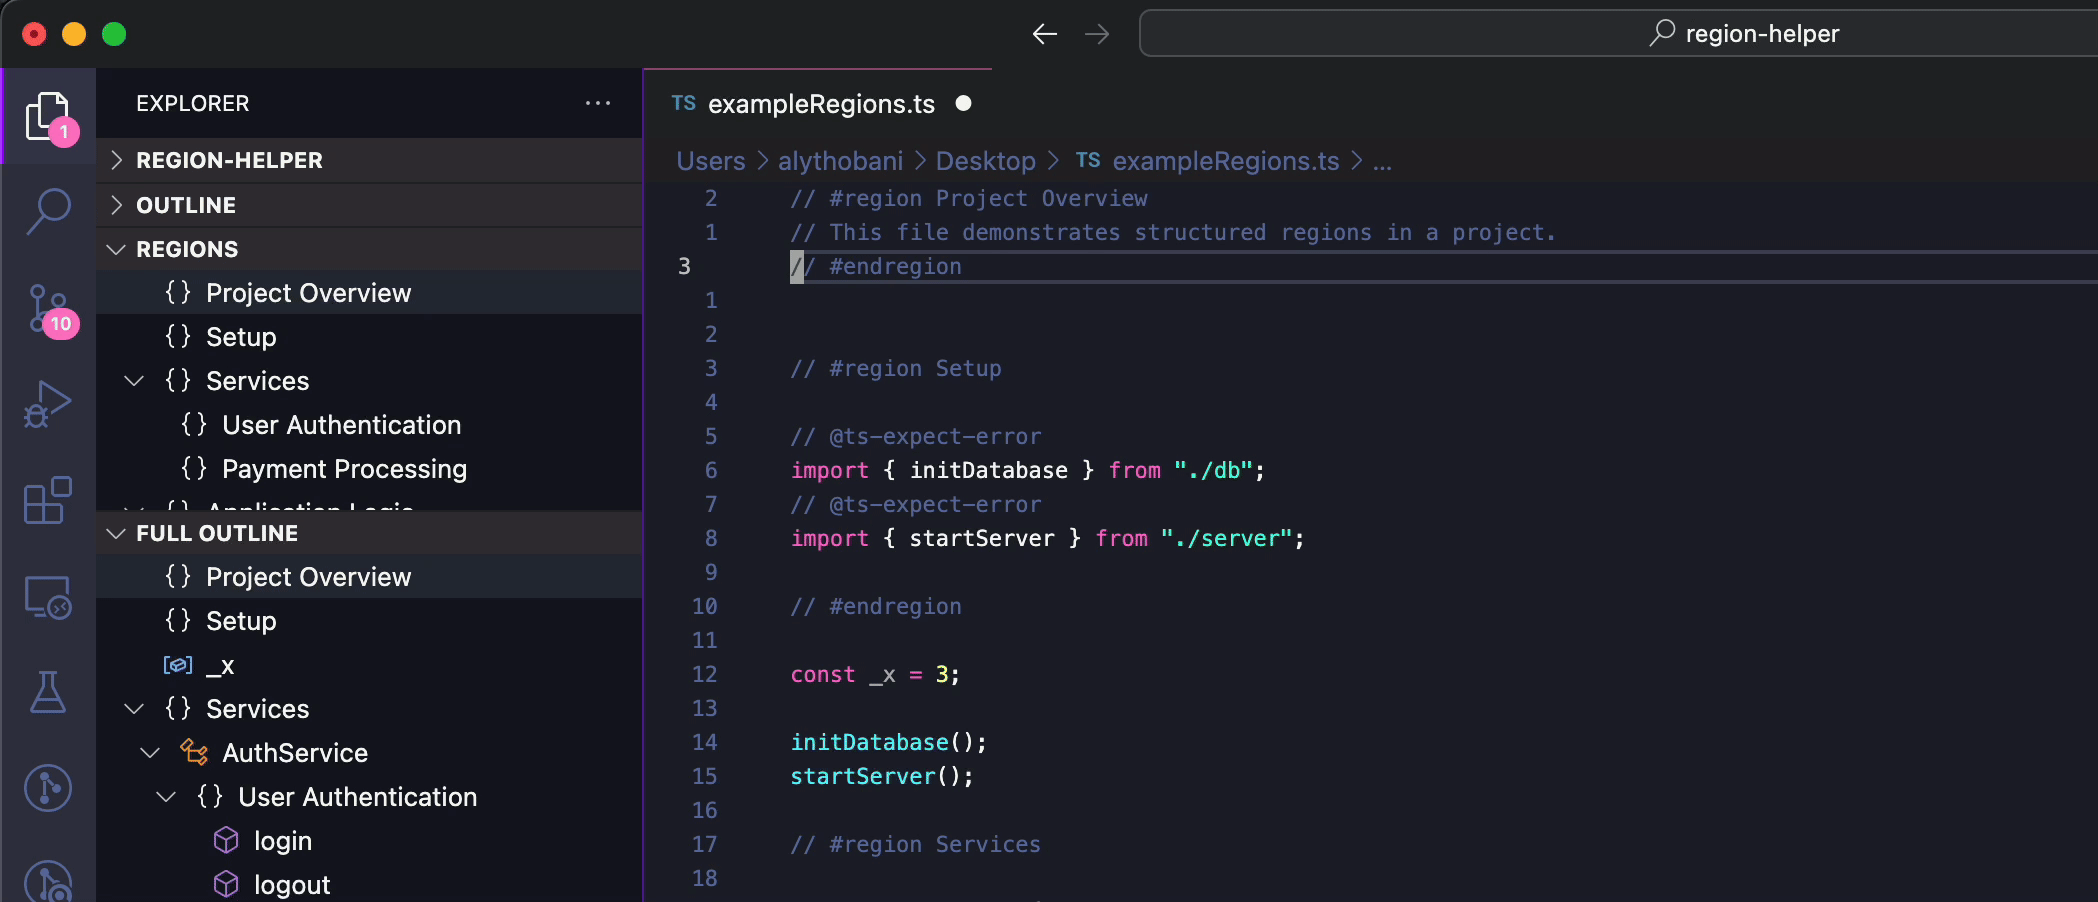 region-helper
1
10
EXPLORER
REGION-HELPER
OUTLINE
REGIONS
{} Project Overview
{} Setup
{} Services
{} User Authentication
{} Payment Processing
{} Application Logic
FULL OUTLINE
{} Project Overview
{} Setup
_x
{} Services
AuthService
{} User Authentication
login
logout
TS exampleRegions.ts
Users > alythobani > Desktop > TS exampleRegions.ts > ...
2 // #region Project Overview
1 // This file demonstrates structured regions in a project.
3 // #endregion
1
2
3 // #region Setup
4
5 // @ts-expect-error
6 import { initDatabase } from "./db";
7 // @ts-expect-error
8 import { startServer } from "./server";
9
10 // #endregion
11
12 const _x = 3;
13
14 initDatabase();
15 startServer();
16
17 // #region Services
18